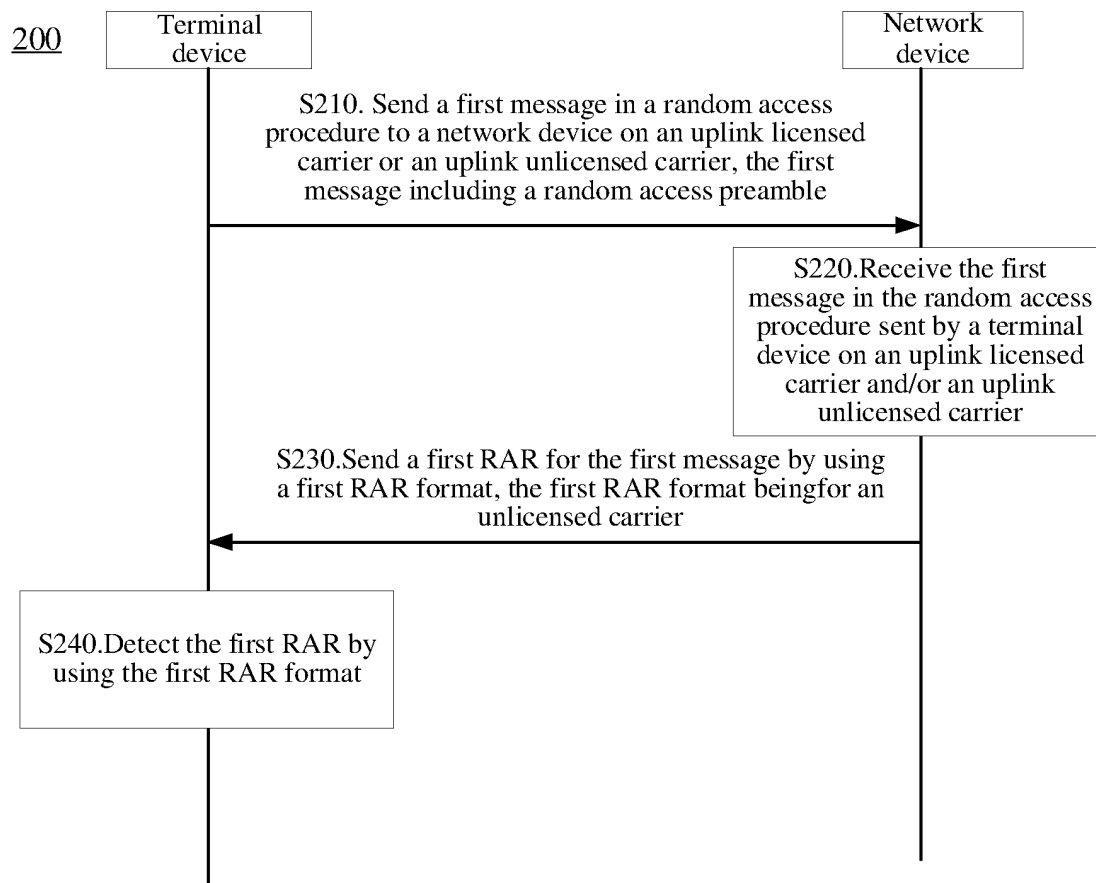 200
Terminal
device
Network
device
S210. Send a first message in a random access
procedure to a network device on an uplink licensed
carrier or an uplink unlicensed carrier, the first
message including a random access preamble
S220.Receive the first
message in the random access
procedure sent by a terminal
device on an uplink licensed
carrier and/or an uplink
unlicensed carrier
S230.Send a first RAR for the first message by using
a first RAR format, the first RAR format beingfor an
unlicensed carrier
S240.Detect the first RAR by
using the first RAR format